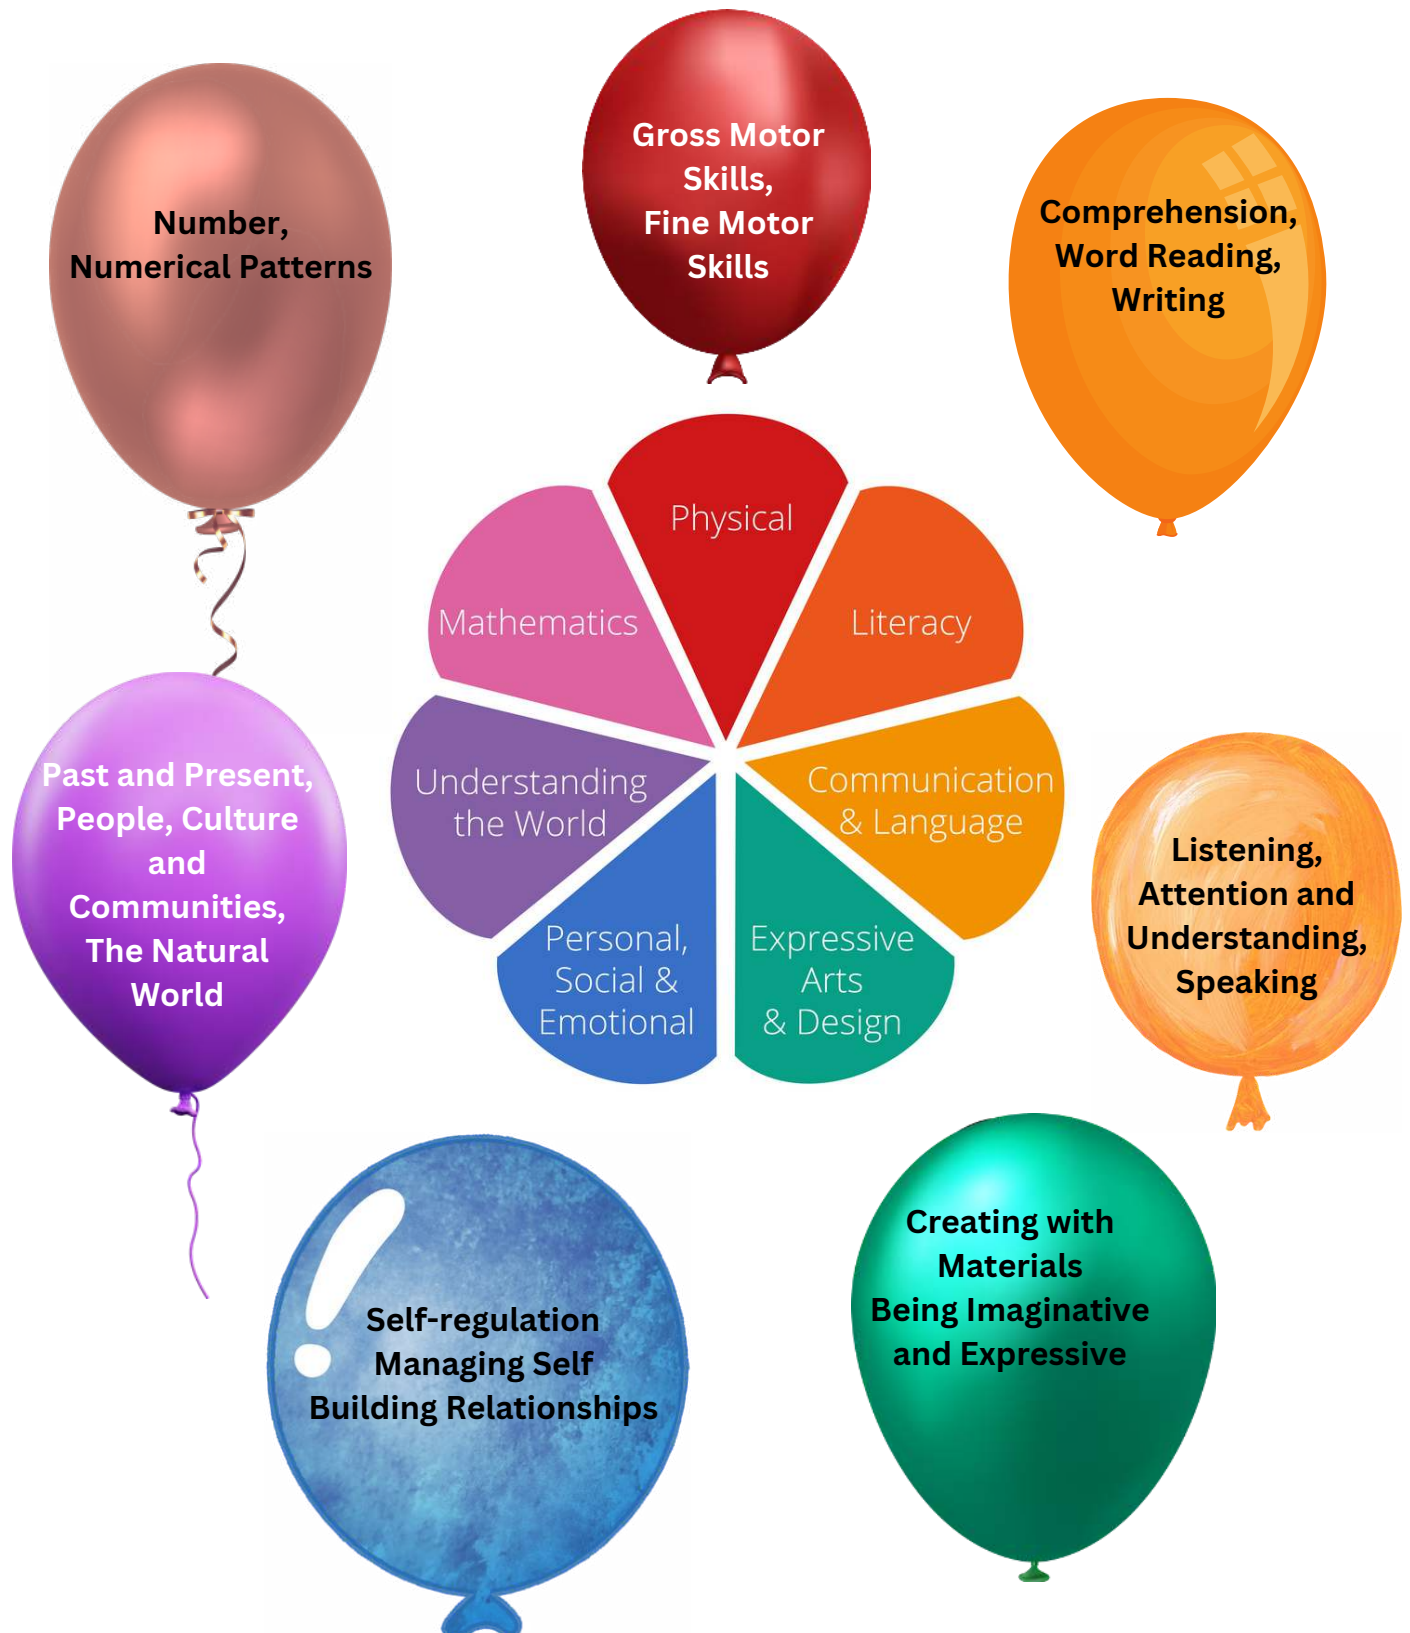 Gross Motor
Skills,
Fine Motor
Skills
Number,
Numerical Patterns
Comprehension,
Word Reading,
Writing
Physical
Mathematics
Literacy
Understanding
the World
Communication
& Language
Personal,
Social &
Emotional
Expressive
Arts
& Design
Past and Present,
People, Culture
and
Communities,
The Natural
World
Listening,
Attention and
Understanding,
Speaking
Self-regulation
Managing Self
Building Relationships
Creating with
Materials
Being Imaginative
and Expressive